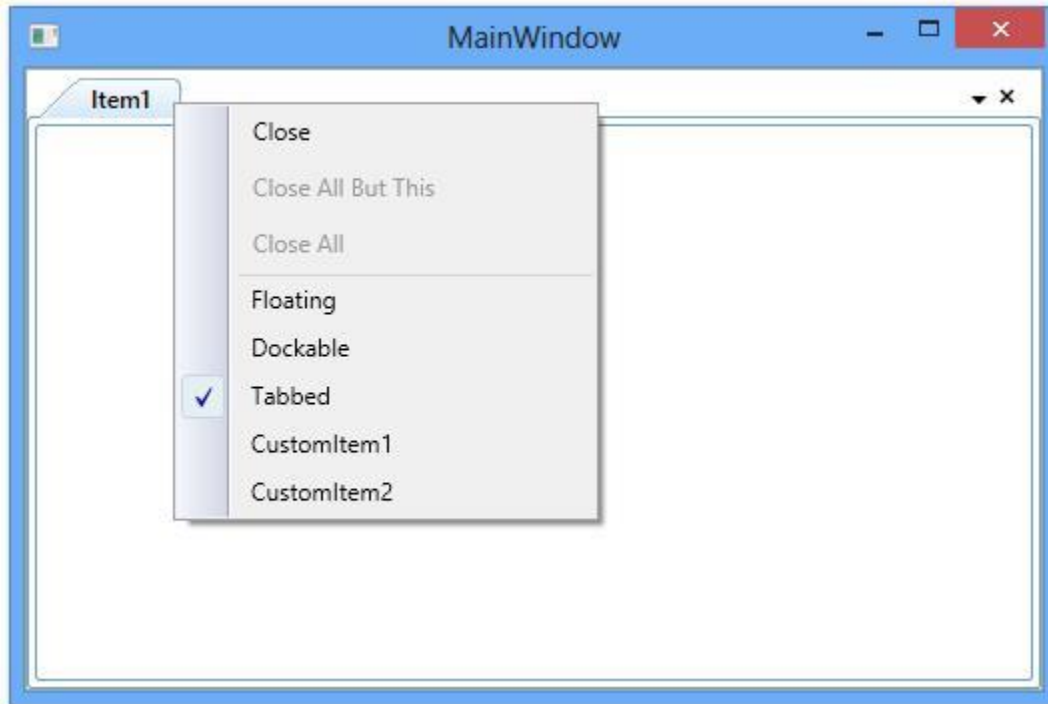 MainWindow
Item1
Close
Close All But This
Close All
Floating
Dockable
Tabbed
CustomItem1
CustomItem2